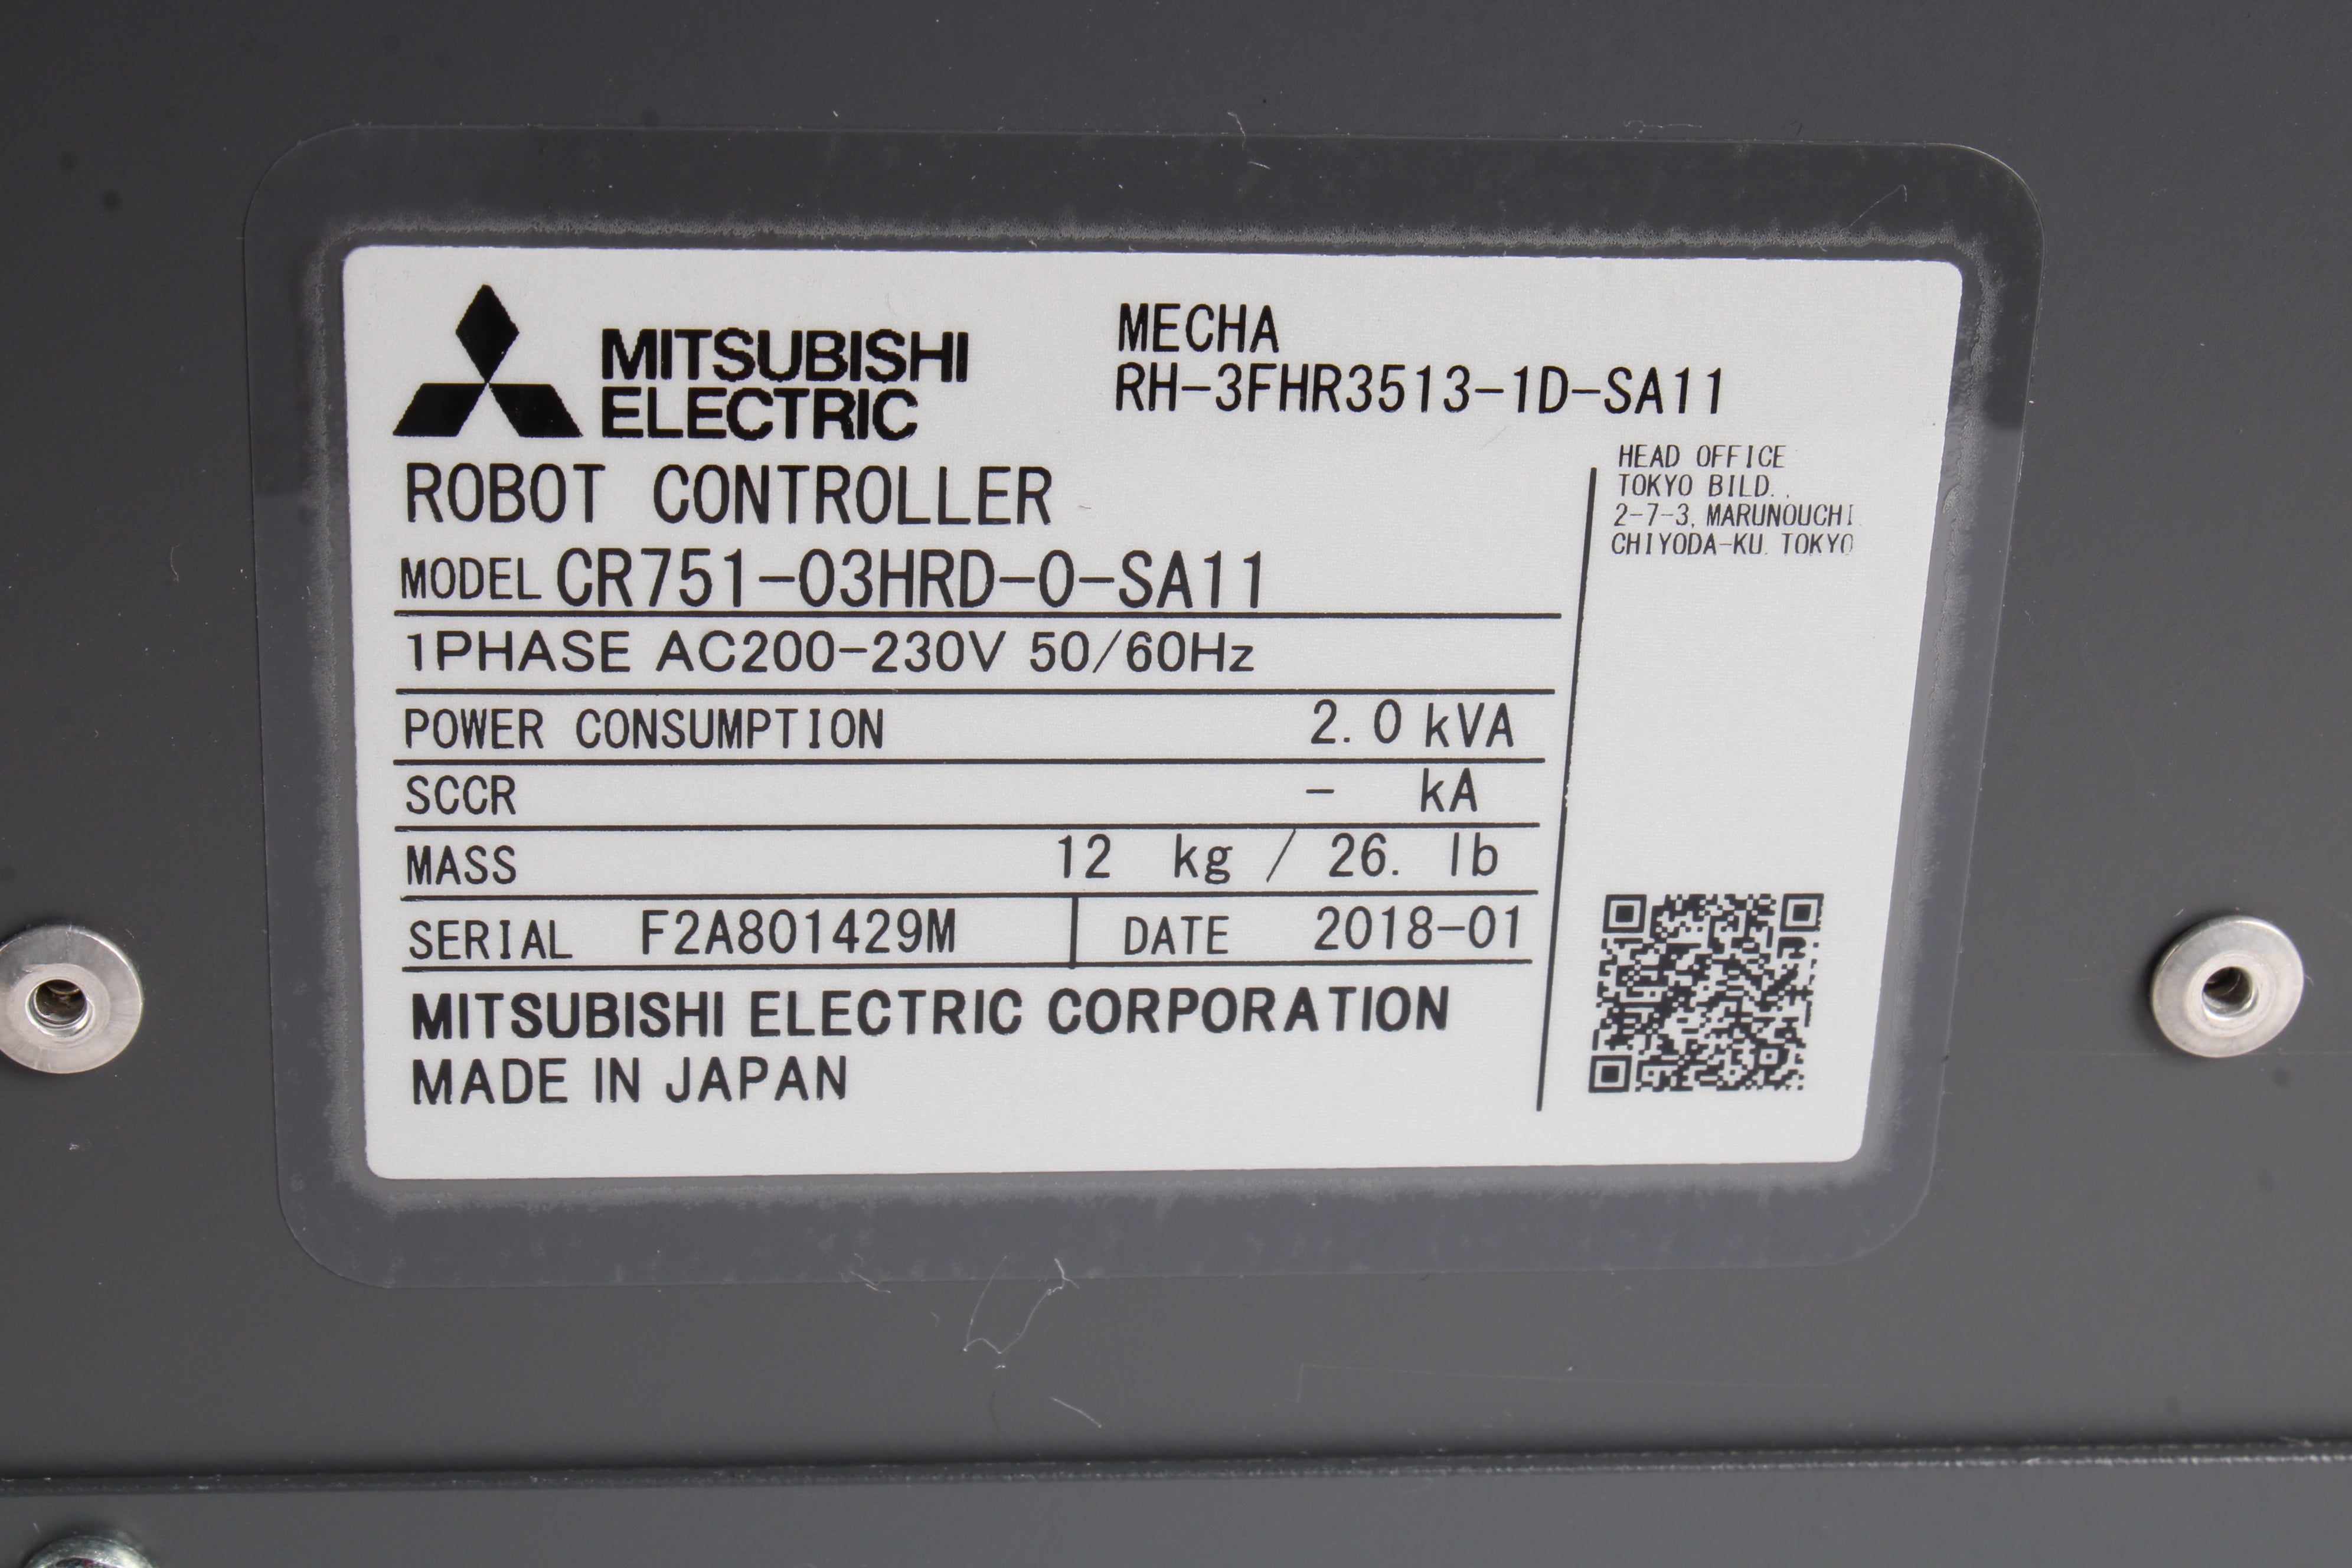 MITSUBISHI
ELECTRIC
MECHA
RH-3FHR3513-1D-SA11
ROBOT CONTROLLER
MODEL CR751-03HRD-0-SA11
1PHASE AC200-230V 50/60Hz
POWER CONSUMPTION 2.0 kVA
SCCR - kA
MASS 12 kg / 26. lb
SERIAL F2A801429M DATE 2018-01
MITSUBISHI ELECTRIC CORPORATION
MADE IN JAPAN
HEAD OFFICE
TOKYO BILD.,
2-7-3, MARUNOUCHI
CHIYODA-KU. TOKYO